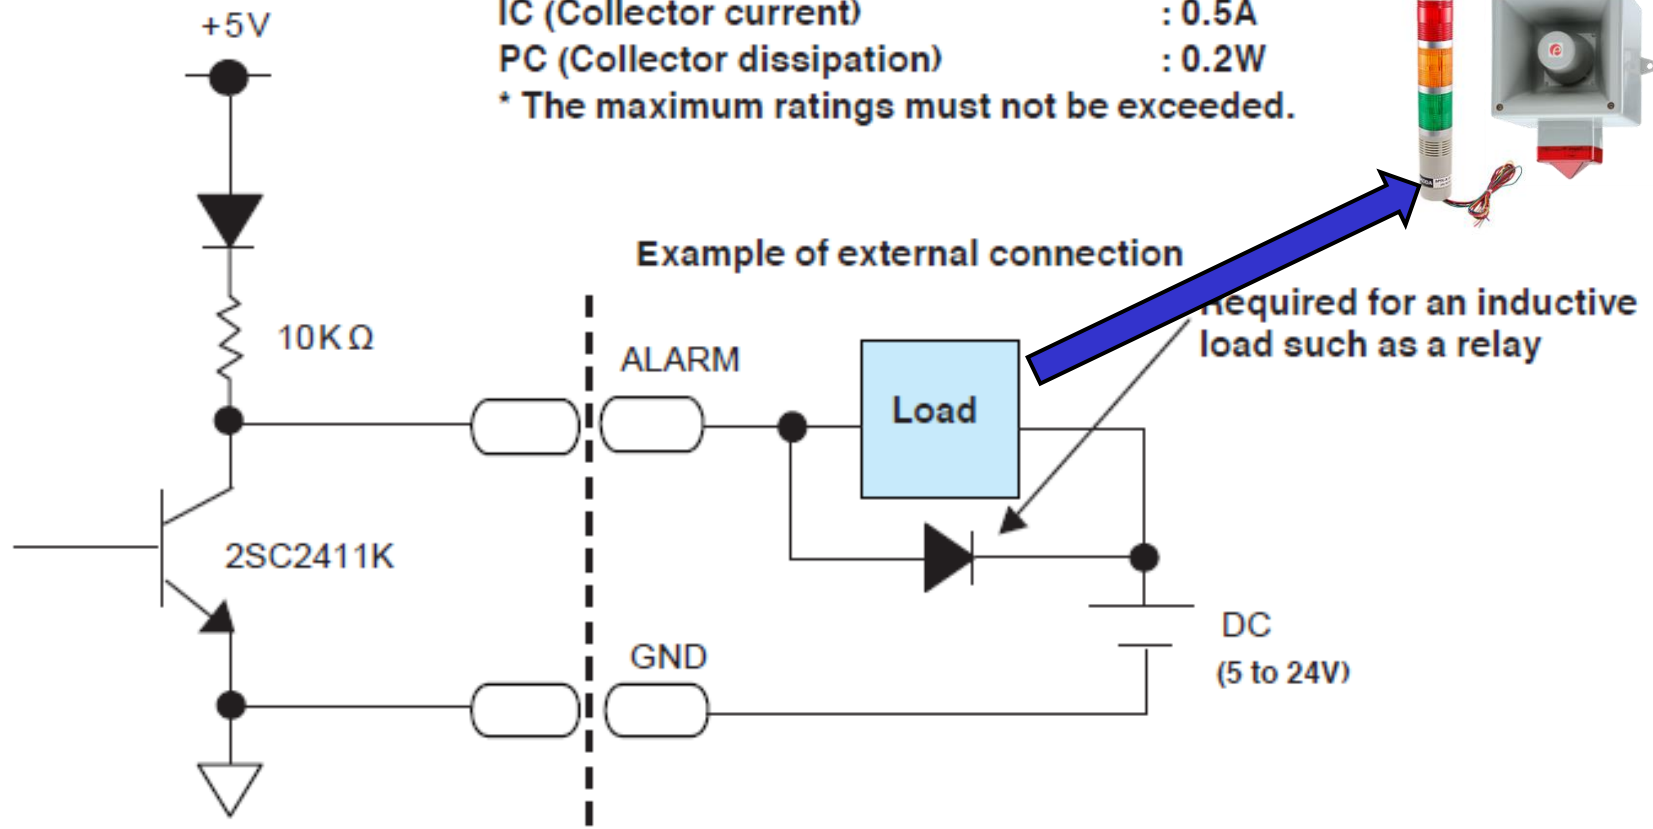 +5V
IC (Collector current) : 0.5A
PC (Collector dissipation) : 0.2W
* The maximum ratings must not be exceeded.
Example of external connection
Required for an inductive
load such as a relay
10KΩ
ALARM
Load
2SC2411K
GND
DC
(5 to 24V)